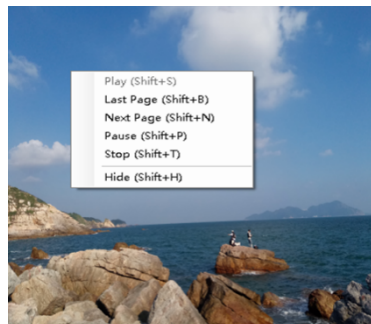 Play (Shift+S)
Last Page (Shift+B)
Next Page (Shift+N)
Pause (Shift+P)
Stop (Shift+T)
Hide (Shift+H)